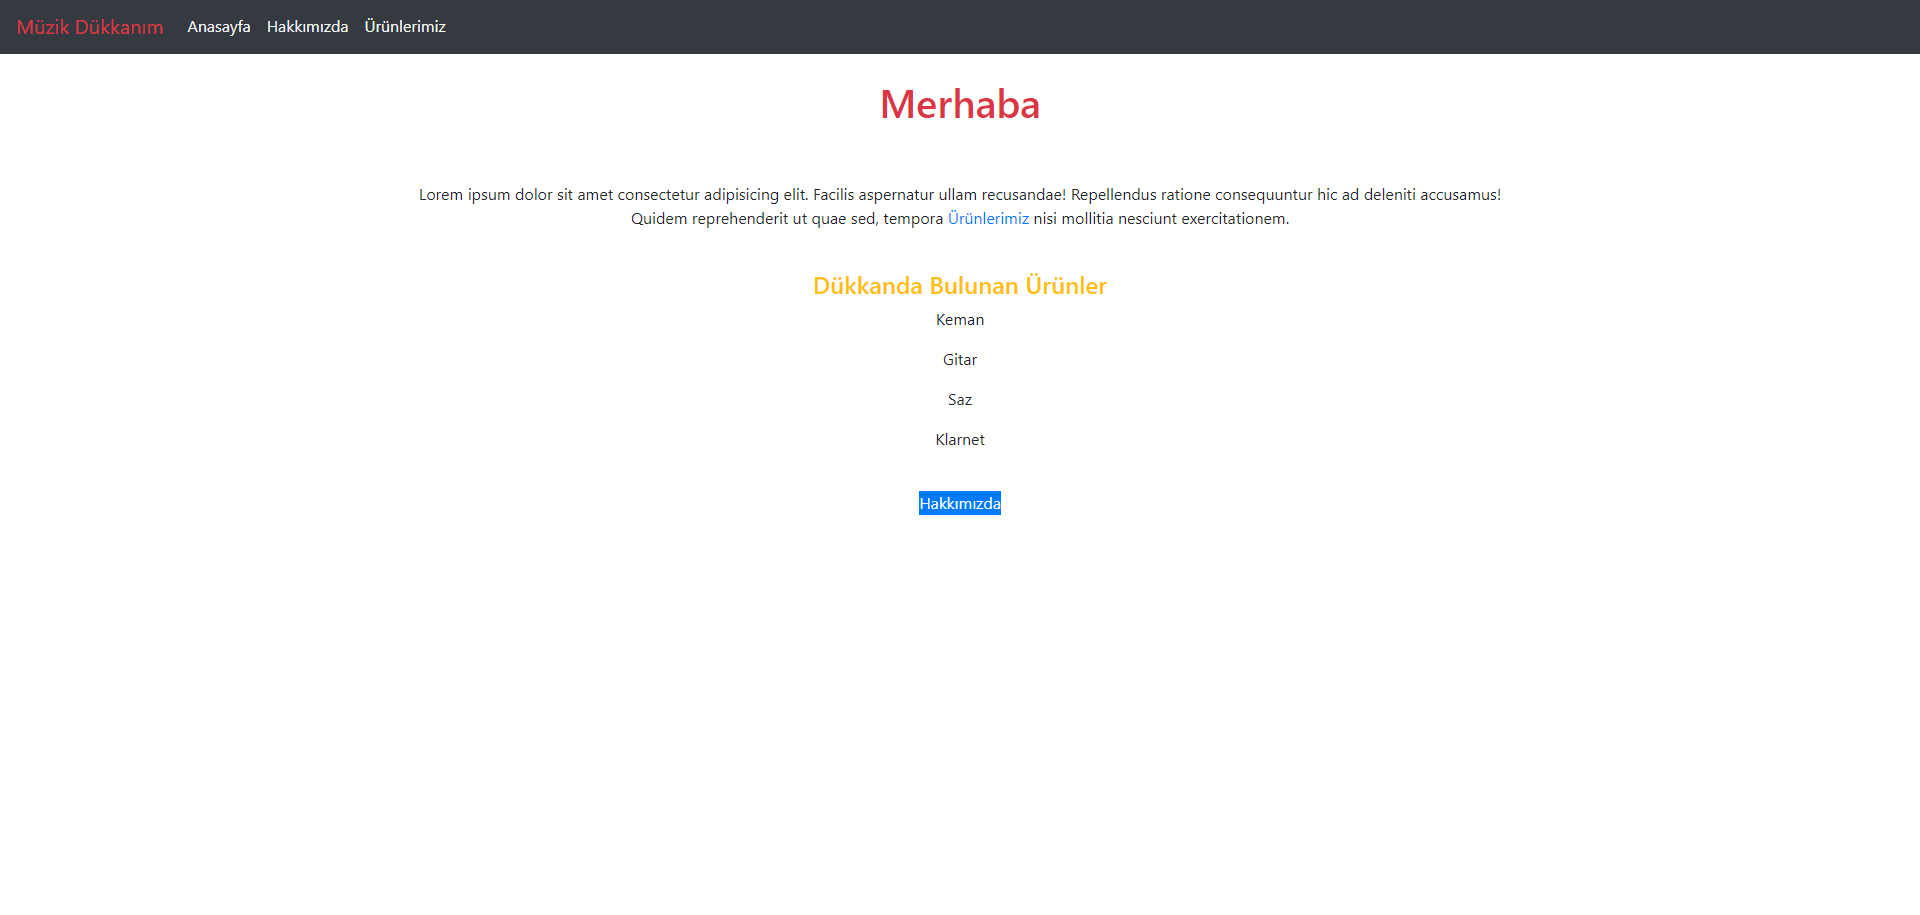 Müzik Dükkanım Anasayfa Hakkımızda Ürünlerimiz
Merhaba
Lorem ipsum dolor sit amet consectetur adipisicing elit. Facilis aspernatur ullam recusandae! Repellendus ratione consequuntur hic ad deleniti accusamus!
Quidem reprehenderit ut quae sed, tempora Ürünlerimiz nisi mollitia nesciunt exercitationem.
Dükkanda Bulunan Ürünler
Keman
Gitar
Saz
Klarnet
Hakkımızda